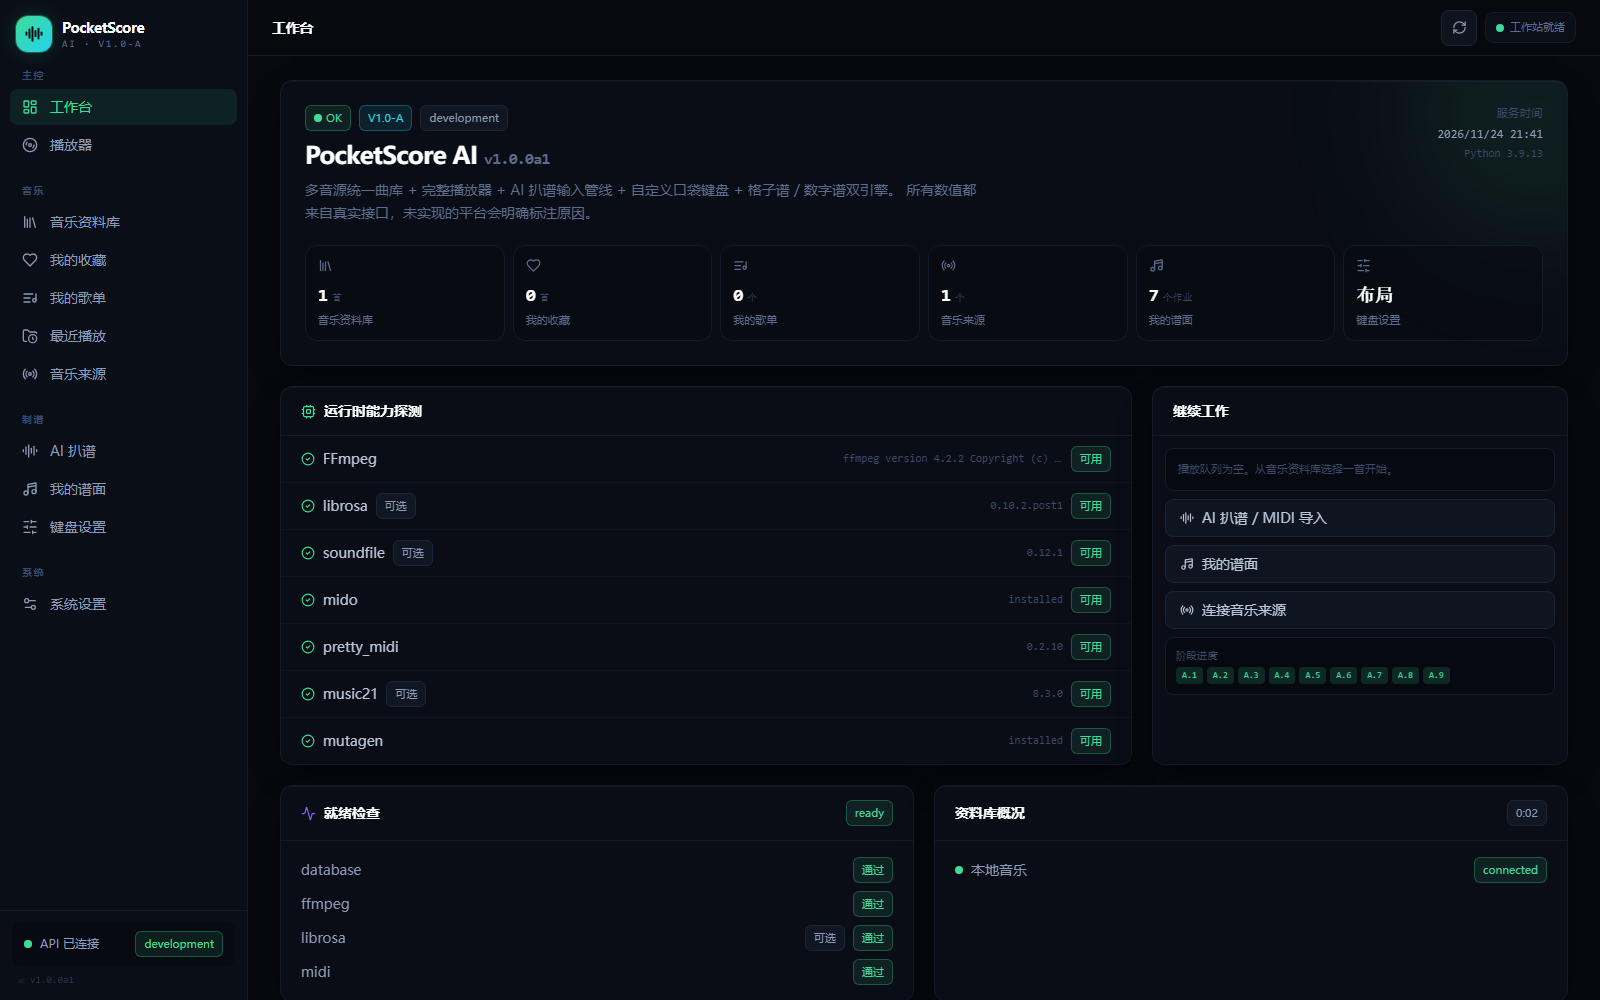 PocketScore
AI · V1.0-A
主控
工作台
播放器
音乐
音乐资料库
我的收藏
我的歌单
最近播放
音乐来源
制谱
AI 扒谱
我的谱面
键盘设置
系统
系统设置
API 已连接
development
v1.0.0a1
工作台
工作站就绪
OK
V1.0-A
development
PocketScore AI v1.0.0a1
多音源统一曲库 + 完整播放器 + AI 扒谱输入管线 + 自定义口袋键盘 + 格子谱 / 数字谱双引擎。 所有数值都
来自真实接口，未实现的平台会明确标注原因。
服务时间
2026/11/24 21:41
Python 3.9.13
1 首
音乐资料库
0 首
我的收藏
0 个
我的歌单
1 个
音乐来源
7 个作业
我的谱面
布局
键盘设置
运行时能力探测
FFmpeg
ffmpeg version 4.2.2 Copyright (c) …
可用
librosa
可选
0.10.2.post1
可用
soundfile
可选
0.12.1
可用
mido
installed
可用
pretty_midi
0.2.10
可用
music21
可选
8.3.0
可用
mutagen
installed
可用
继续工作
播放队列为空。从音乐资料库选择一首开始。
AI 扒谱 / MIDI 导入
我的谱面
连接音乐来源
阶段进度
A.1 A.2 A.3 A.4 A.5 A.6 A.7 A.8 A.9
就绪检查
ready
database
通过
ffmpeg
通过
librosa
可选
通过
midi
通过
资料库概况
0:02
本地音乐
connected